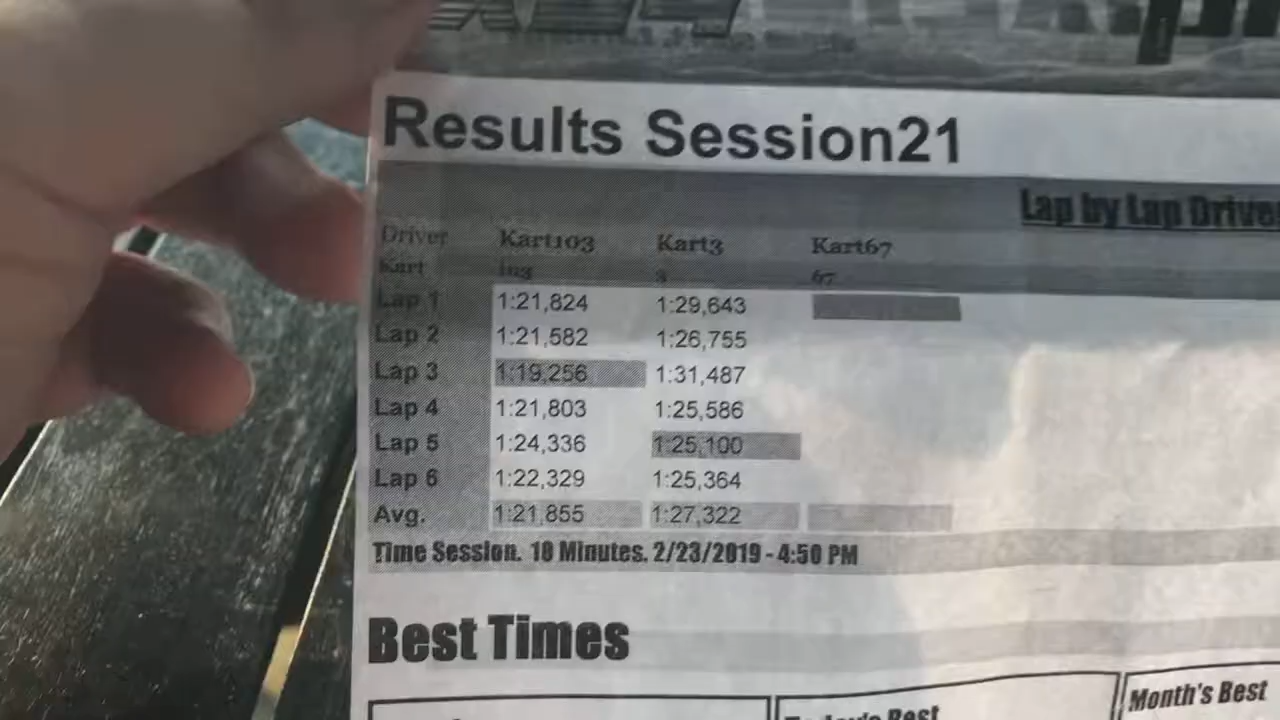 Results Session21
Lap by Lap Driver
Driver Kart103 Kart3 Kart67
Kart 103 3 67
Lap 1 1:21,824 1:29,643
Lap 2 1:21,582 1:26,755
Lap 3 1:19,256 1:31,487
Lap 4 1:21,803 1:25,586
Lap 5 1:24,336 1:25,100
Lap 6 1:22,329 1:25,364
Avg. 1:21,855 1:27,322
Time Session. 10 Minutes. 2/23/2019 - 4:50 PM
Best Times
Today's Best
Month's Best